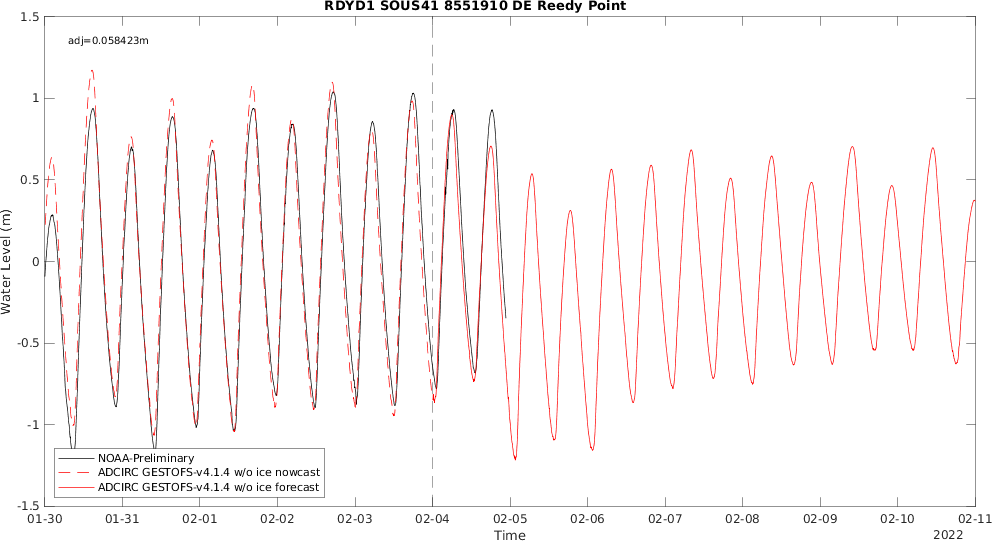 RDYD1 SOUS41 8551910 DE Reedy Point
adj=0.058423m
1.5
1
0.5
0
-0.5
-1
-1.5
Water Level (m)
NOAA-Preliminary
ADCIRC GESTOFS-v4.1.4 w/o ice nowcast
ADCIRC GESTOFS-v4.1.4 w/o ice forecast
01-30 01-31 02-01 02-02 02-03 02-04 02-05 02-06 02-07 02-08 02-09 02-10 02-11
Time
2022